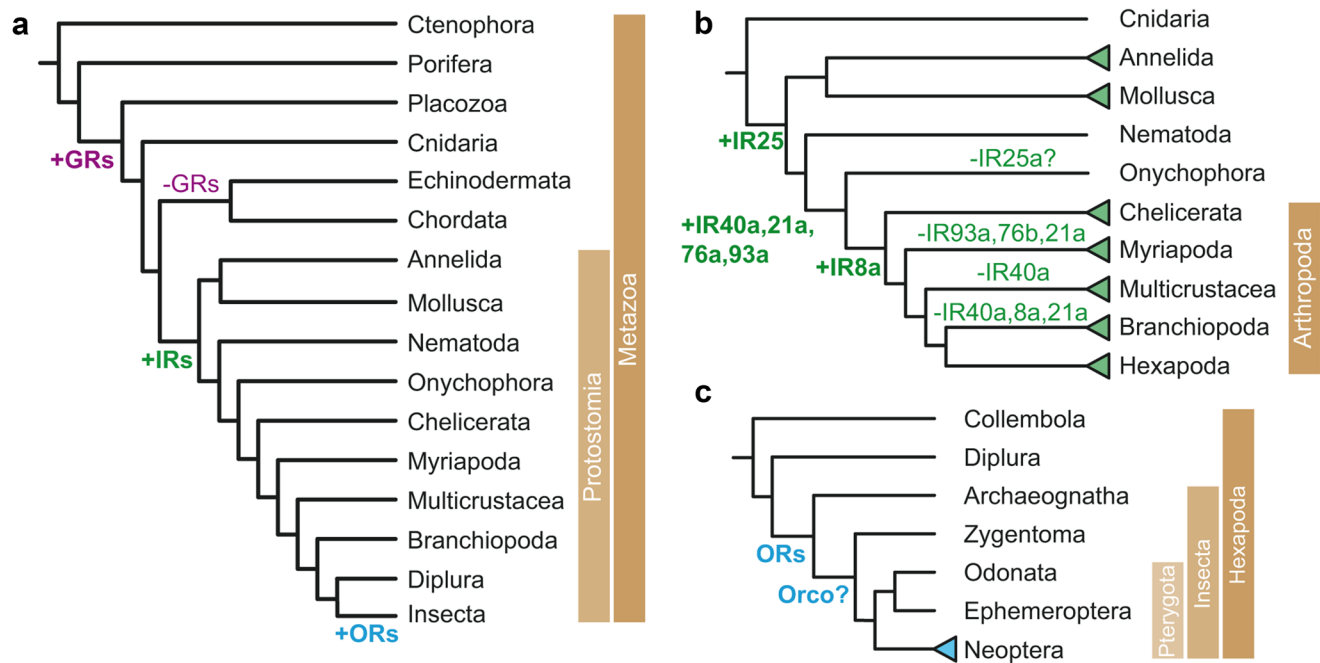 a
Ctenophora
Porifera
Placozoa
Cnidaria
+GRs
-GRs
Echinodermata
Chordata
Annelida
Mollusca
Nematoda
+IRs
Onychophora
Chelicerata
Myriapoda
Multicrustacea
Branchiopoda
Diplura
Insecta
+ORs
Protostomia
Metazoa
b
Cnidaria
Annelida
Mollusca
+IR25
Nematoda
-IR25a?
Onychophora
Chelicerata
+IR40a,21a,
76a,93a
-IR93a,76b,21a
+IR8a
Myriapoda
-IR40a
Multicrustacea
-IR40a,8a,21a
Branchiopoda
Hexapoda
Arthropoda
c
Collembola
Diplura
Archaeognatha
Zygentoma
ORs
Odonata
Orco?
Ephemeroptera
Neoptera
Pterygota
Insecta
Hexapoda